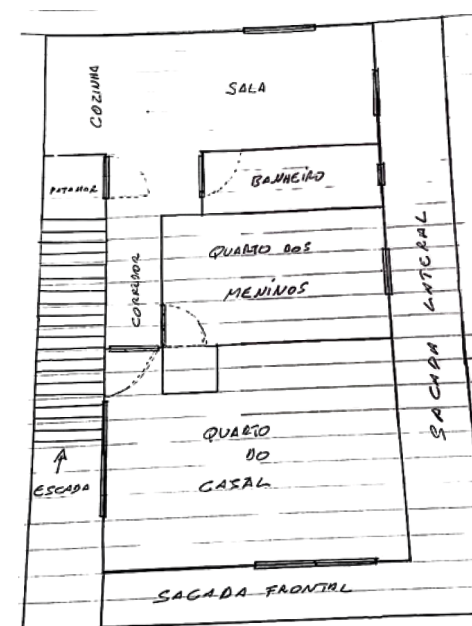 COZINHA
SALA
PATAMAR
BANHEIRO
CORREDOR
QUARTO DOS
MENINOS
SACADA LATERAL
QUARTO
DO
CASAL
ESCADA
SACADA FRONTAL